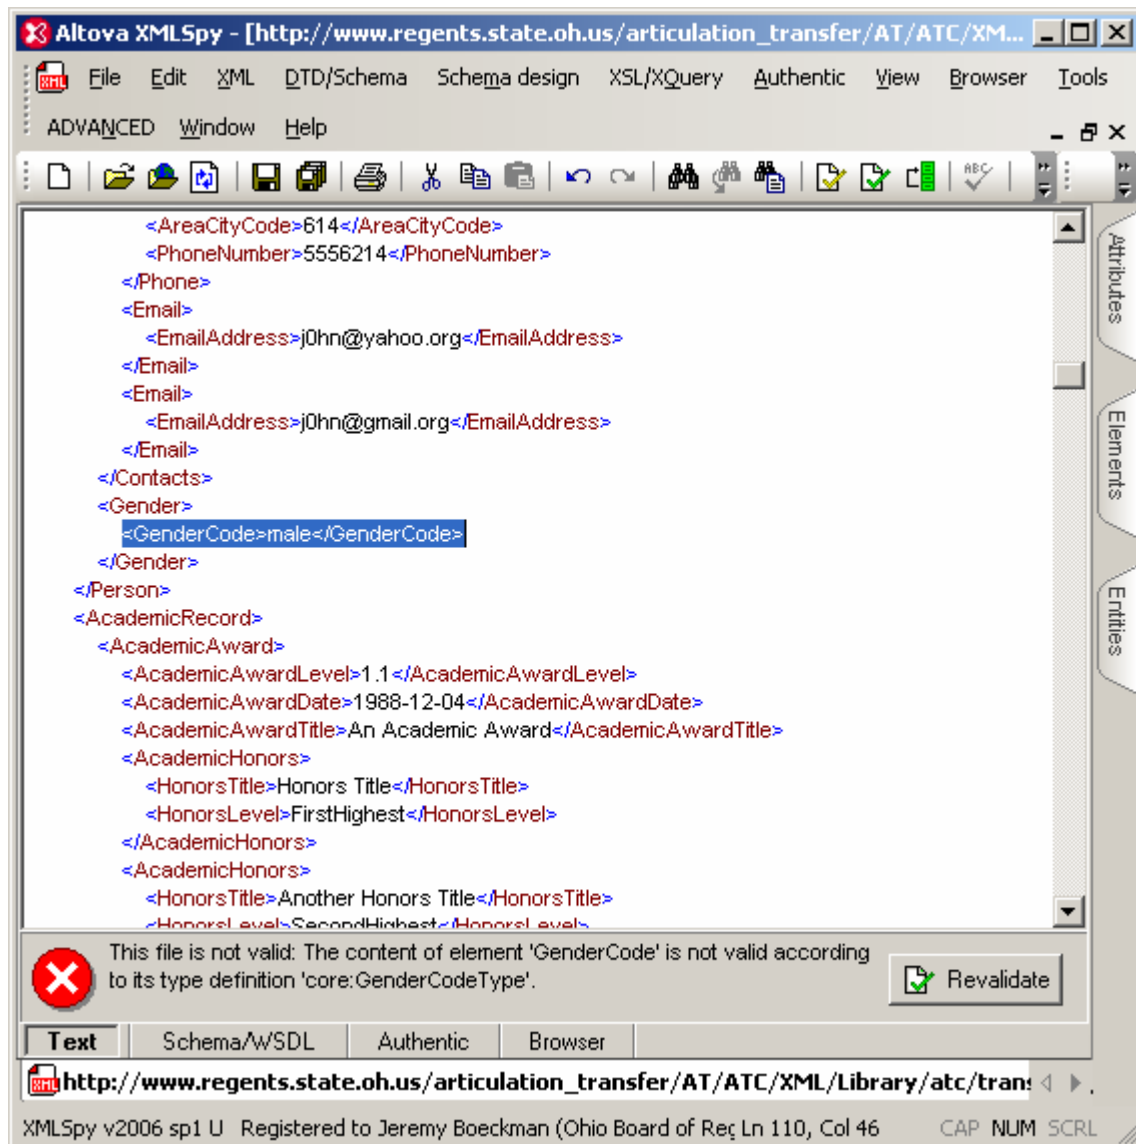 Altova XMLSpy - [http://www.regents.state.oh.us/articulation_transfer/AT/ATC/XM...
File Edit XML DTD/Schema Schema design XSL/XQuery Authentic View Browser Tools
ADVANCED Window Help
<AreaCityCode>614</AreaCityCode>
<PhoneNumber>5556214</PhoneNumber>
</Phone>
<Email>
<EmailAddress>j0hn@yahoo.org</EmailAddress>
</Email>
<Email>
<EmailAddress>j0hn@gmail.org</EmailAddress>
</Email>
</Contacts>
<Gender>
<GenderCode>male</GenderCode>
</Gender>
</Person>
<AcademicRecord>
<AcademicAward>
<AcademicAwardLevel>1.1</AcademicAwardLevel>
<AcademicAwardDate>1988-12-04</AcademicAwardDate>
<AcademicAwardTitle>An Academic Award</AcademicAwardTitle>
<AcademicHonors>
<HonorsTitle>Honors Title</HonorsTitle>
<HonorsLevel>FirstHighest</HonorsLevel>
</AcademicHonors>
<AcademicHonors>
<HonorsTitle>Another Honors Title</HonorsTitle>
<HonorsLevel>SecondHighest</HonorsLevel>
Attributes
Elements
Entities
This file is not valid: The content of element 'GenderCode' is not valid according
to its type definition 'core:GenderCodeType'.
Revalidate
Text Schema/WSDL Authentic Browser
http://www.regents.state.oh.us/articulation_transfer/AT/ATC/XML/Library/atc/trans
XMLSpy v2006 sp1 U Registered to Jeremy Boeckman (Ohio Board of Reg Ln 110, Col 46 CAP NUM SCRL